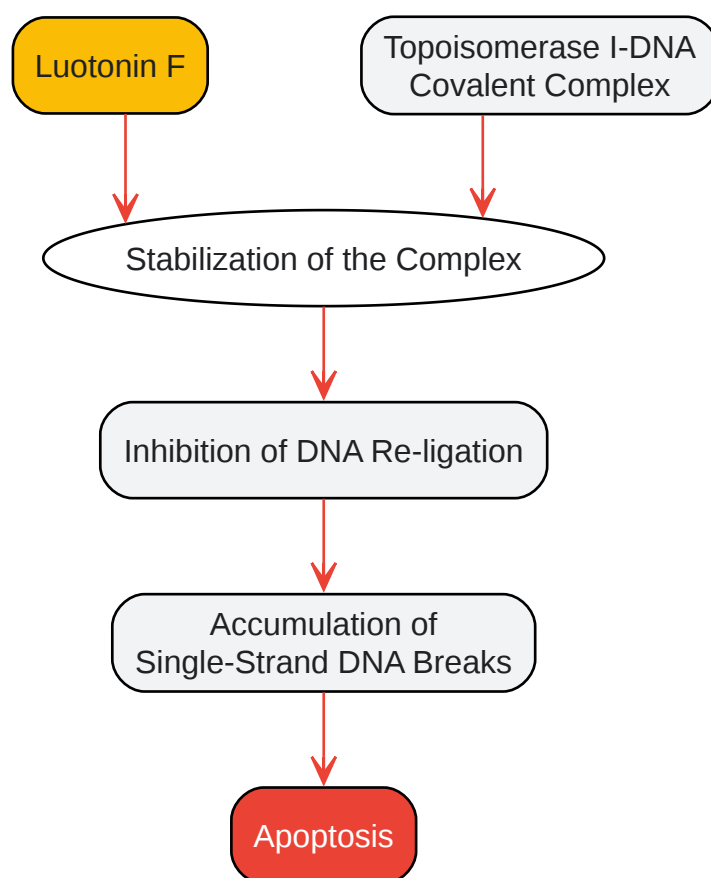 Luotonin F
Topoisomerase I-DNA
Covalent Complex
Stabilization of the Complex
Inhibition of DNA Re-ligation
Accumulation of
Single-Strand DNA Breaks
Apoptosis